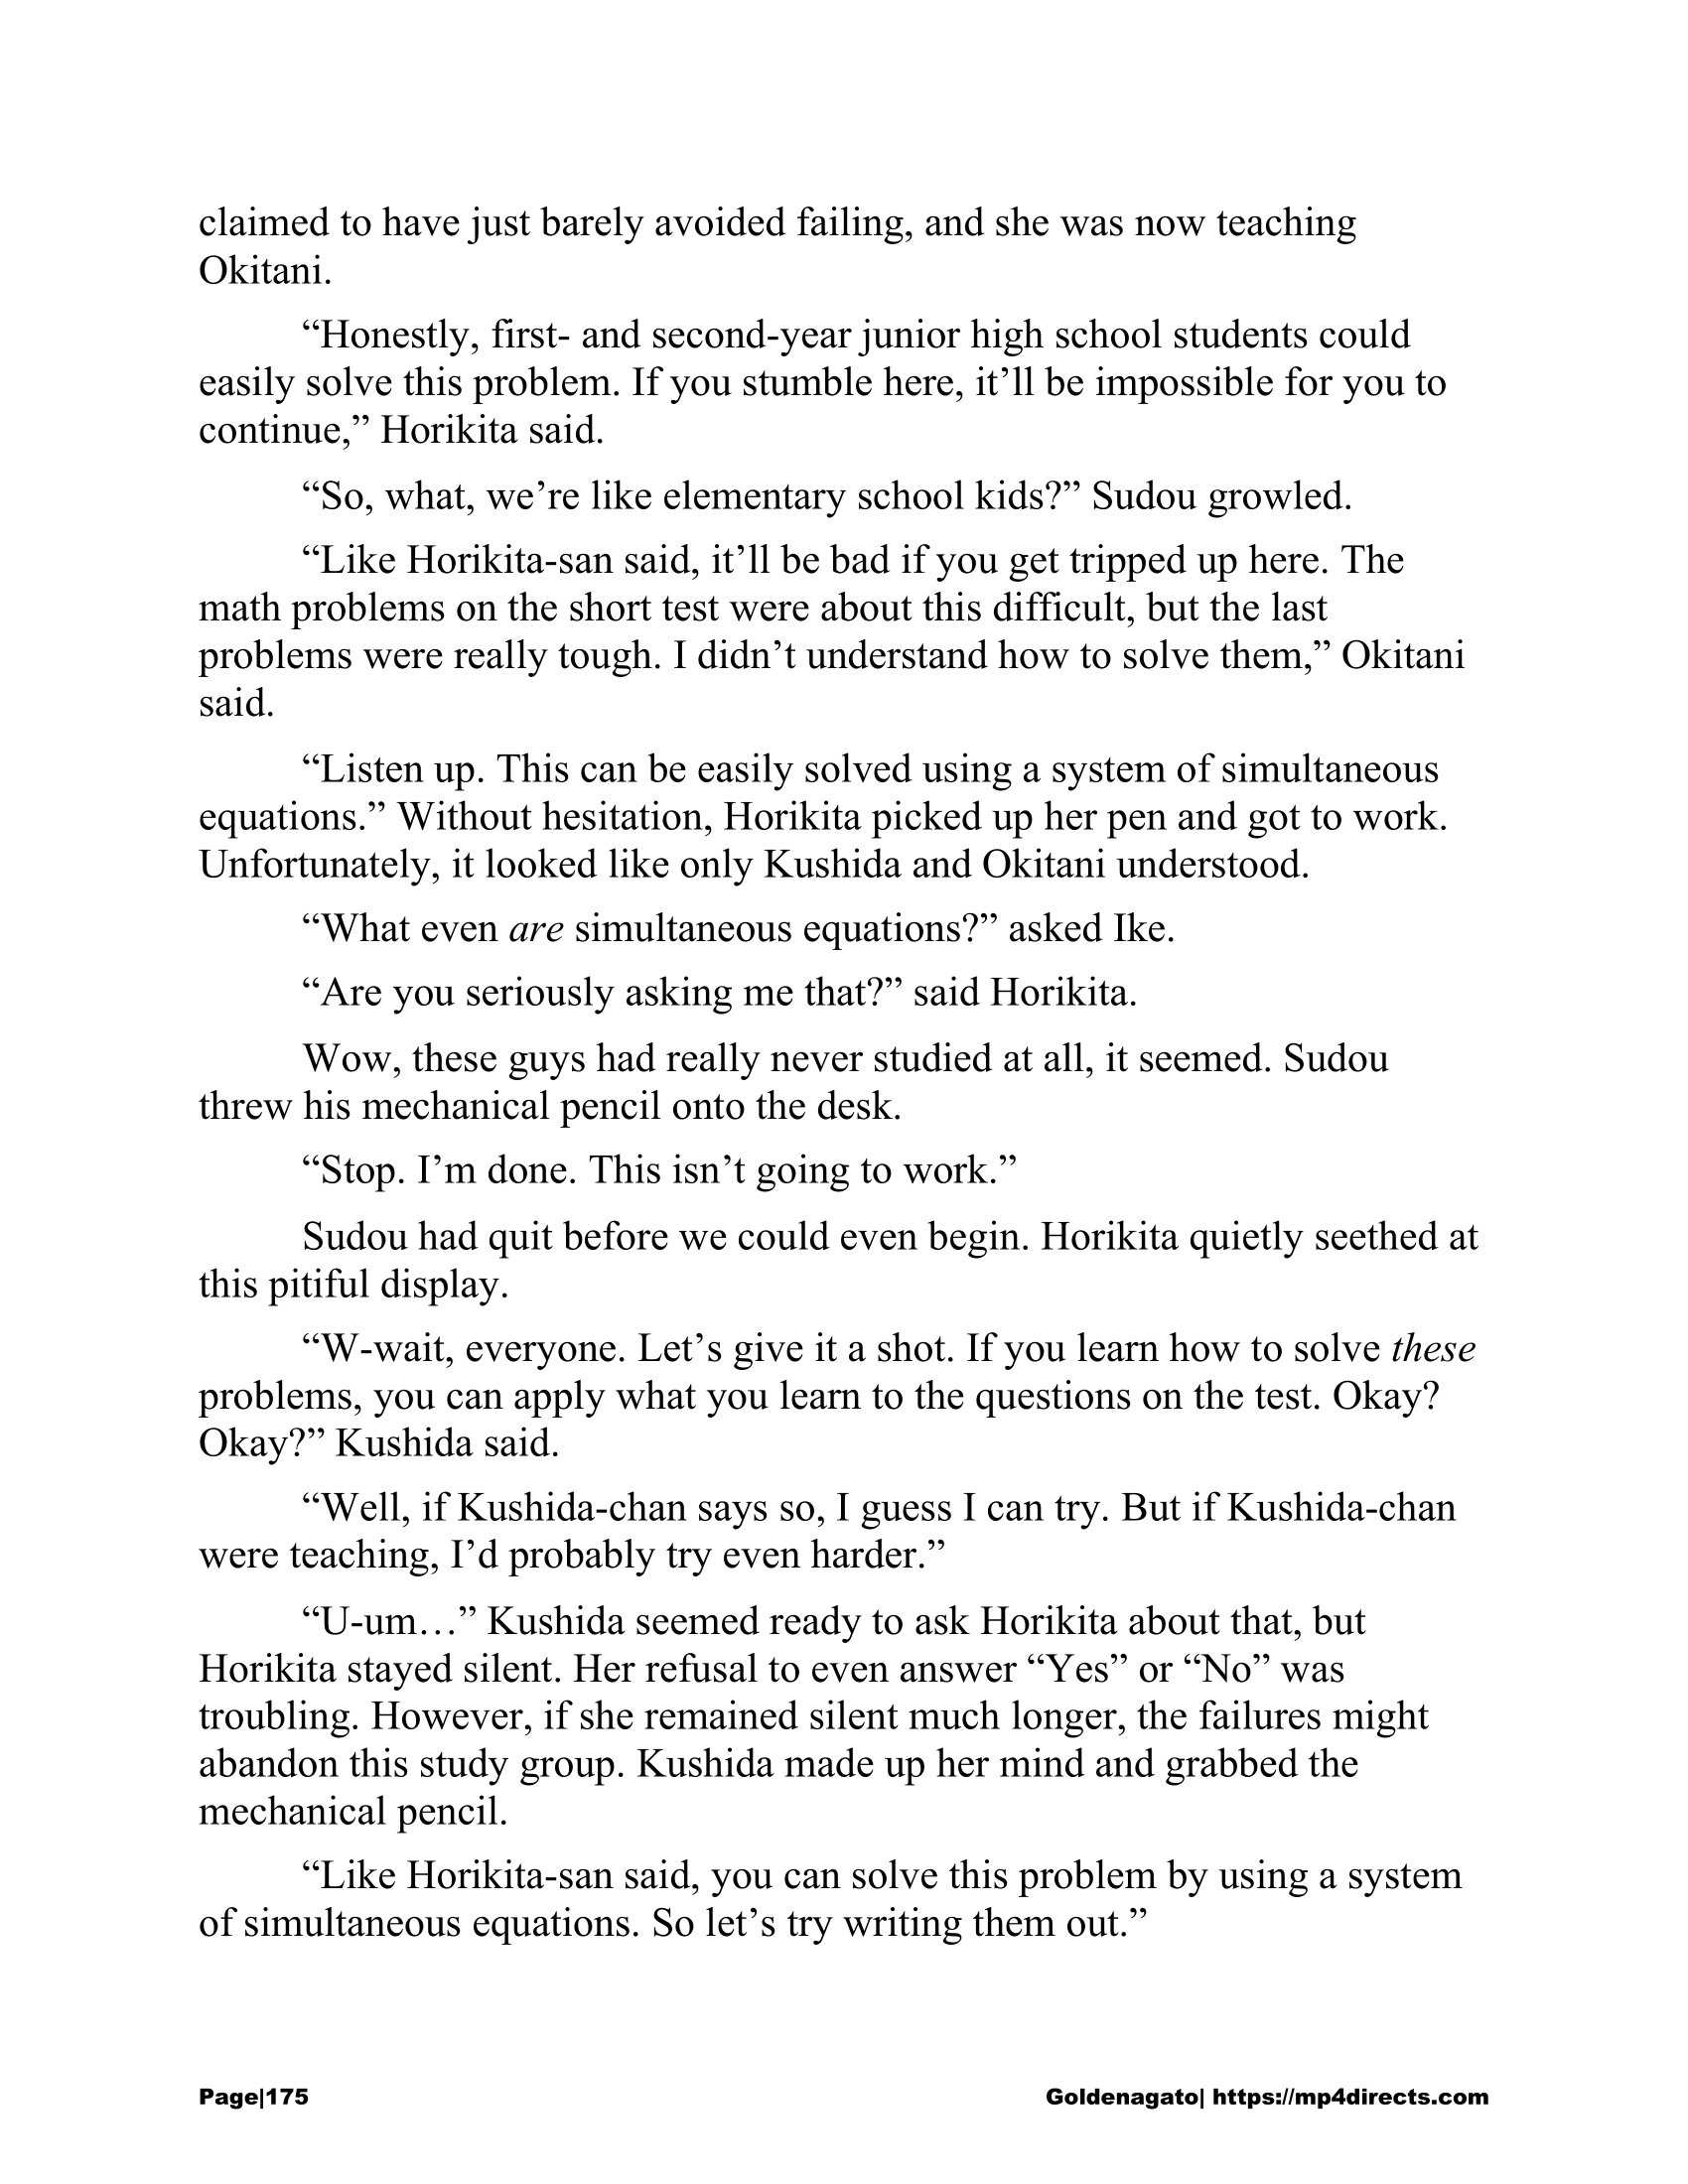 claimed to have just barely avoided failing, and she was now teaching
Okitani.
“Honestly, first- and second-year junior high school students could
easily solve this problem. If you stumble here, it’ll be impossible for you to
continue,” Horikita said.
“So, what, we’re like elementary school kids?” Sudou growled.
“Like Horikita-san said, it’ll be bad if you get tripped up here. The
math problems on the short test were about this difficult, but the last
problems were really tough. I didn’t understand how to solve them,” Okitani
said.
“Listen up. This can be easily solved using a system of simultaneous
equations.” Without hesitation, Horikita picked up her pen and got to work.
Unfortunately, it looked like only Kushida and Okitani understood.
“What even are simultaneous equations?” asked Ike.
“Are you seriously asking me that?” said Horikita.
Wow, these guys had really never studied at all, it seemed. Sudou
threw his mechanical pencil onto the desk.
“Stop. I’m done. This isn’t going to work.”
Sudou had quit before we could even begin. Horikita quietly seethed at
this pitiful display.
“W-wait, everyone. Let’s give it a shot. If you learn how to solve these
problems, you can apply what you learn to the questions on the test. Okay?
Okay?” Kushida said.
“Well, if Kushida-chan says so, I guess I can try. But if Kushida-chan
were teaching, I’d probably try even harder.”
“U-um…” Kushida seemed ready to ask Horikita about that, but
Horikita stayed silent. Her refusal to even answer “Yes” or “No” was
troubling. However, if she remained silent much longer, the failures might
abandon this study group. Kushida made up her mind and grabbed the
mechanical pencil.
“Like Horikita-san said, you can solve this problem by using a system
of simultaneous equations. So let’s try writing them out.”
Page|175 Goldenagato| https://mp4directs.com